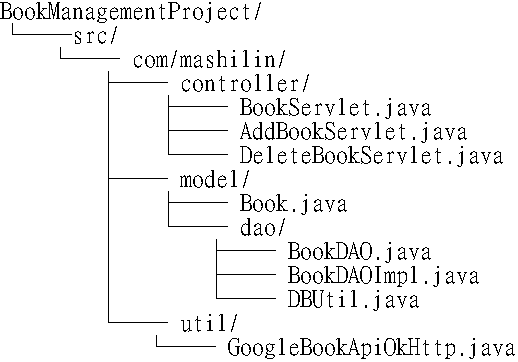 BookManagementProject/
src/
com/mashilin/
controller/
BookServlet.java
AddBookServlet.java
DeleteBookServlet.java
model/
Book.java
dao/
BookDAO.java
BookDAOImpl.java
DBUtil.java
util/
GoogleBookApiOkHttp.java